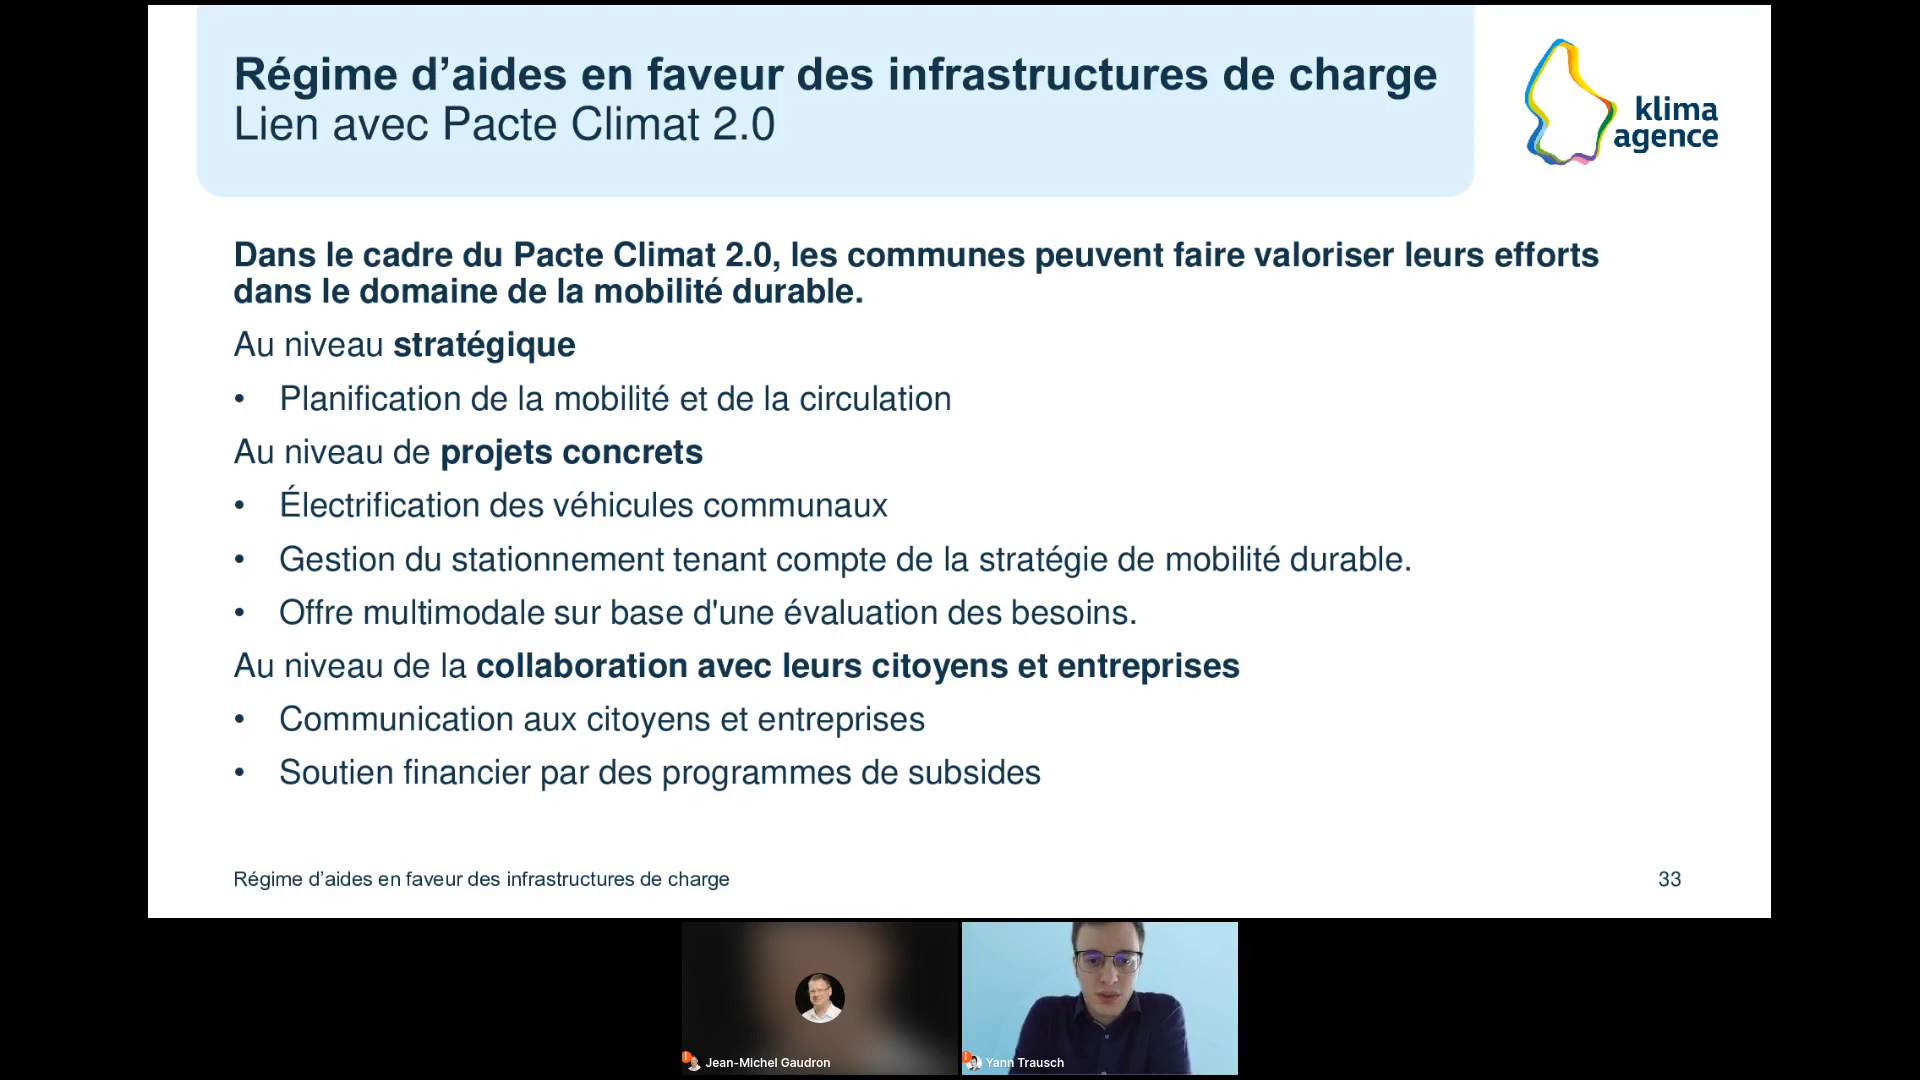 Régime d’aides en faveur des infrastructures de charge
Lien avec Pacte Climat 2.0
klima
agence
Dans le cadre du Pacte Climat 2.0, les communes peuvent faire valoriser leurs efforts
dans le domaine de la mobilité durable.
Au niveau stratégique
• Planification de la mobilité et de la circulation
Au niveau de projets concrets
• Électrification des véhicules communaux
• Gestion du stationnement tenant compte de la stratégie de mobilité durable.
• Offre multimodale sur base d'une évaluation des besoins.
Au niveau de la collaboration avec leurs citoyens et entreprises
• Communication aux citoyens et entreprises
• Soutien financier par des programmes de subsides
Régime d’aides en faveur des infrastructures de charge
33
Jean-Michel Gaudron
Yann Trausch